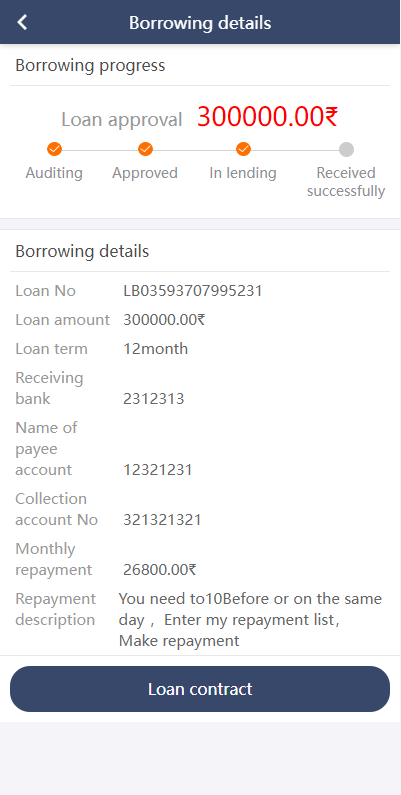 Borrowing details
Borrowing progress
Loan approval 300000.00₹
Auditing Approved In lending Received
successfully
Borrowing details
Loan No LB03593707995231
Loan amount 300000.00₹
Loan term 12month
Receiving
bank 2312313
Name of
payee
account 12321231
Collection
account No 321321321
Monthly
repayment 26800.00₹
Repayment You need to10Before or on the same
description day ，Enter my repayment list，
Make repayment
Loan contract